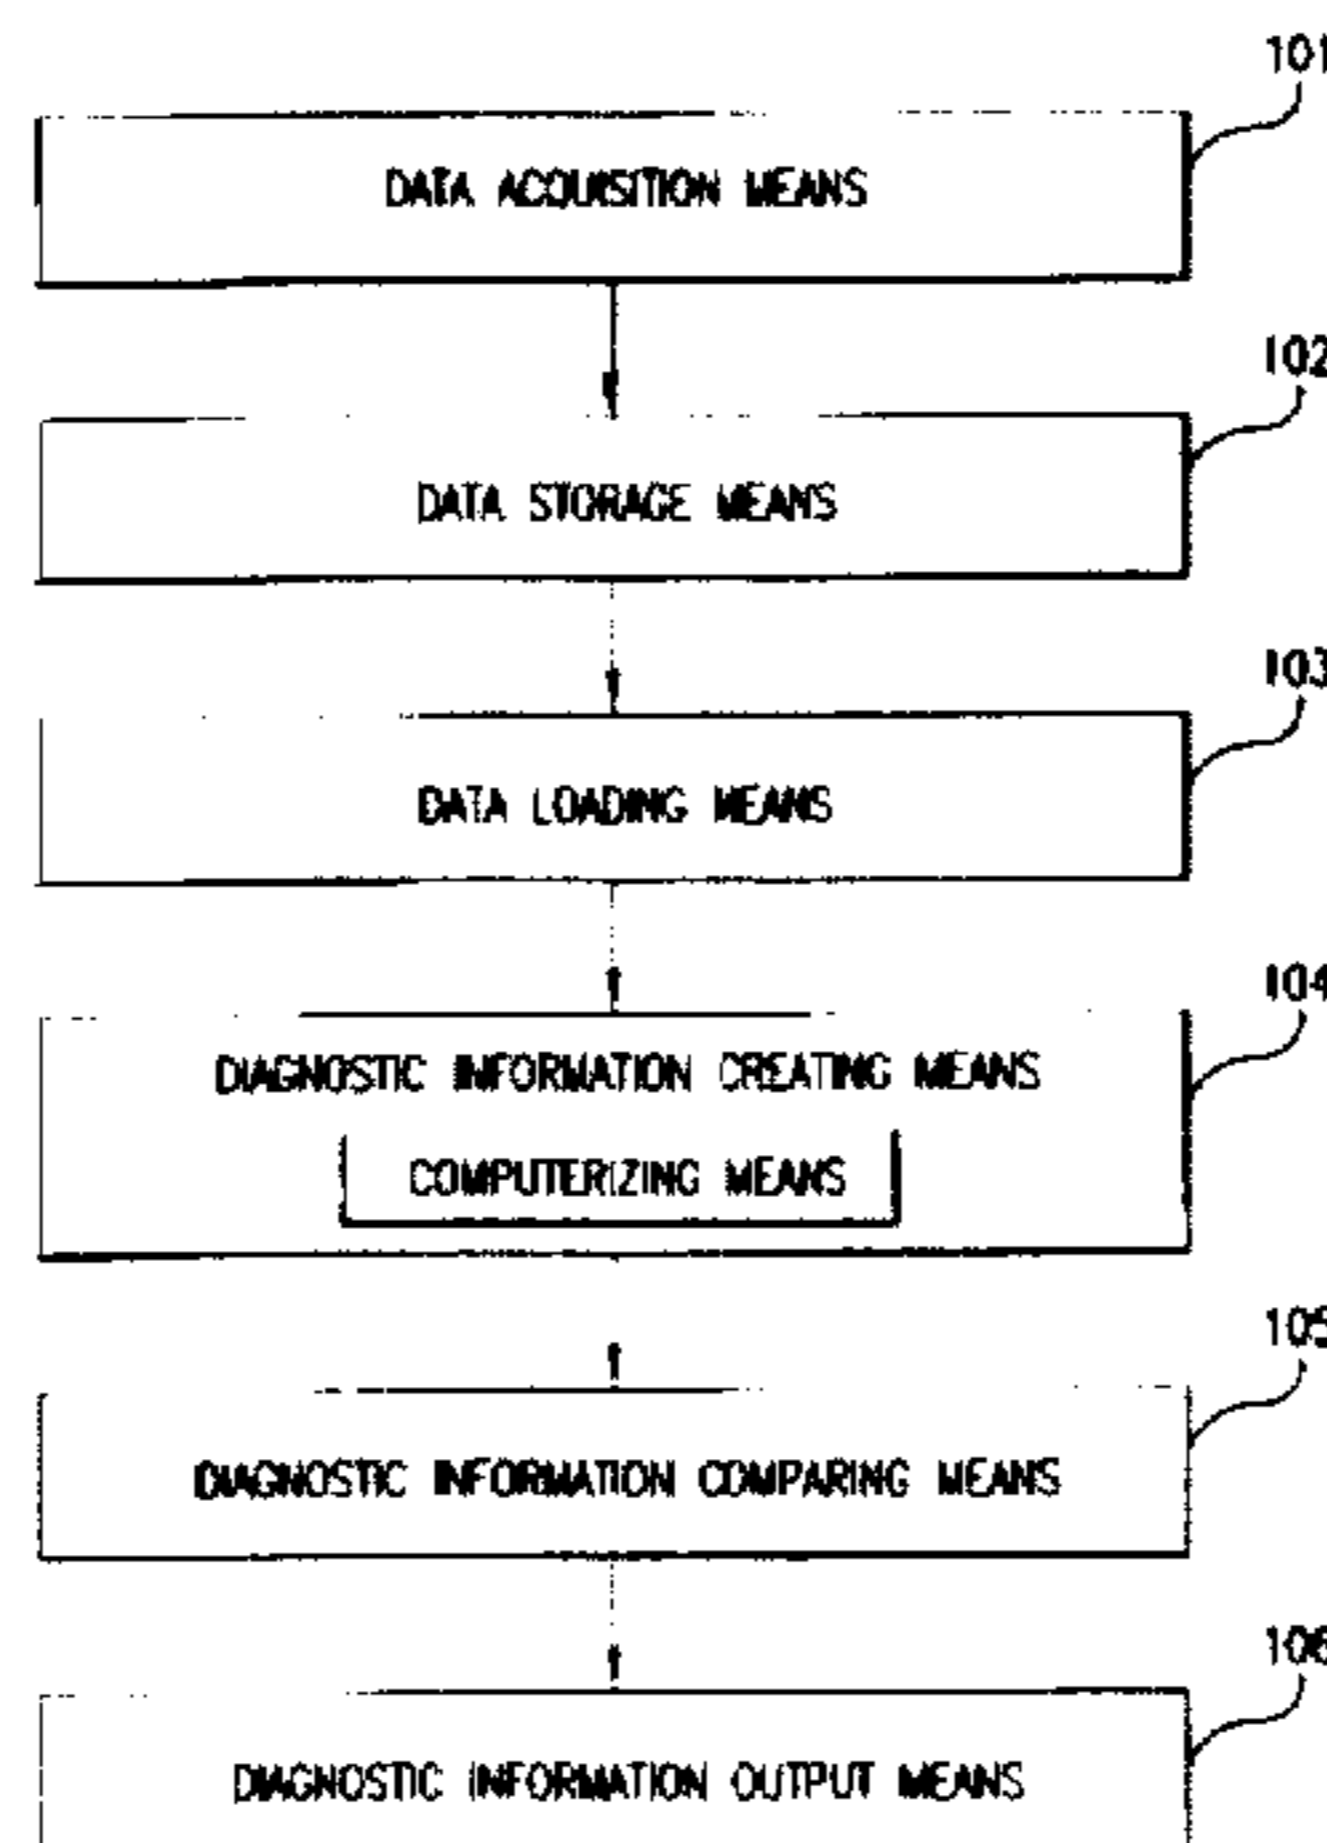 101
DATA ACQUISITION MEANS
102
DATA STORAGE MEANS
103
DATA LOADING MEANS
104
DIAGNOSTIC INFORMATION CREATING MEANS
COMPUTERIZING MEANS
105
DIAGNOSTIC INFORMATION COMPARING MEANS
106
DIAGNOSTIC INFORMATION OUTPUT MEANS